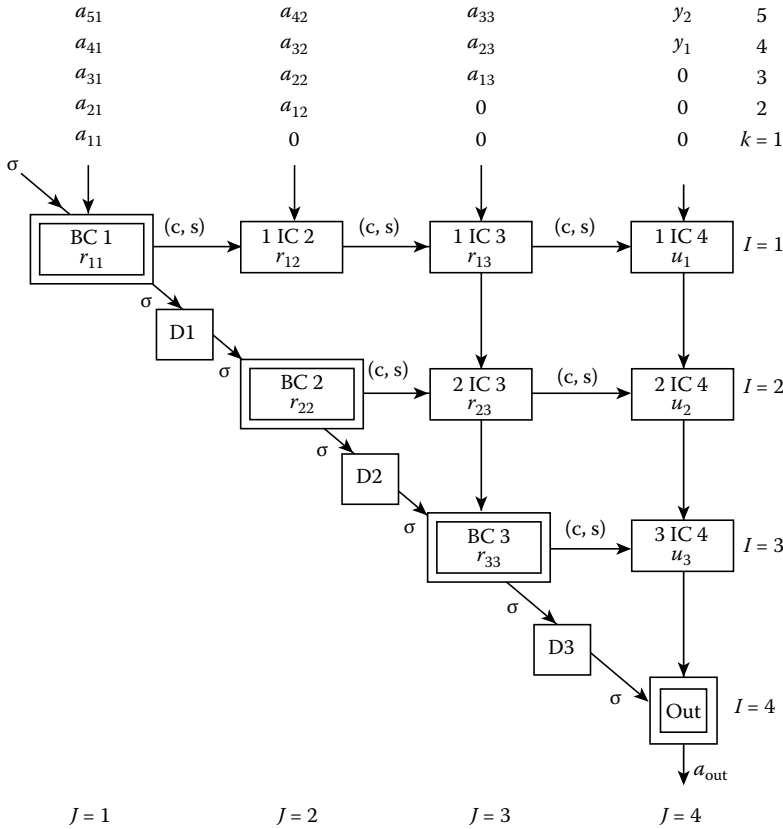 a₅₁ a₄₂ a₃₃ y₂ 5
a₄₁ a₃₂ a₂₃ y₁ 4
a₃₁ a₂₂ a₁₃ 0 3
a₂₁ a₁₂ 0 0 2
a₁₁ 0 0 0 k = 1
σ
BC 1 (c, s) 1 IC 2 (c, s) 1 IC 3 (c, s) 1 IC 4 I = 1
r₁₁ r₁₂ r₁₃ u₁
σ
D1
σ
BC 2 (c, s) 2 IC 3 (c, s) 2 IC 4 I = 2
r₂₂ r₂₃ u₂
σ
D2
σ
BC 3 (c, s) 3 IC 4 I = 3
r₃₃ u₃
σ
D3
σ
Out I = 4
a_out
J = 1 J = 2 J = 3 J = 4